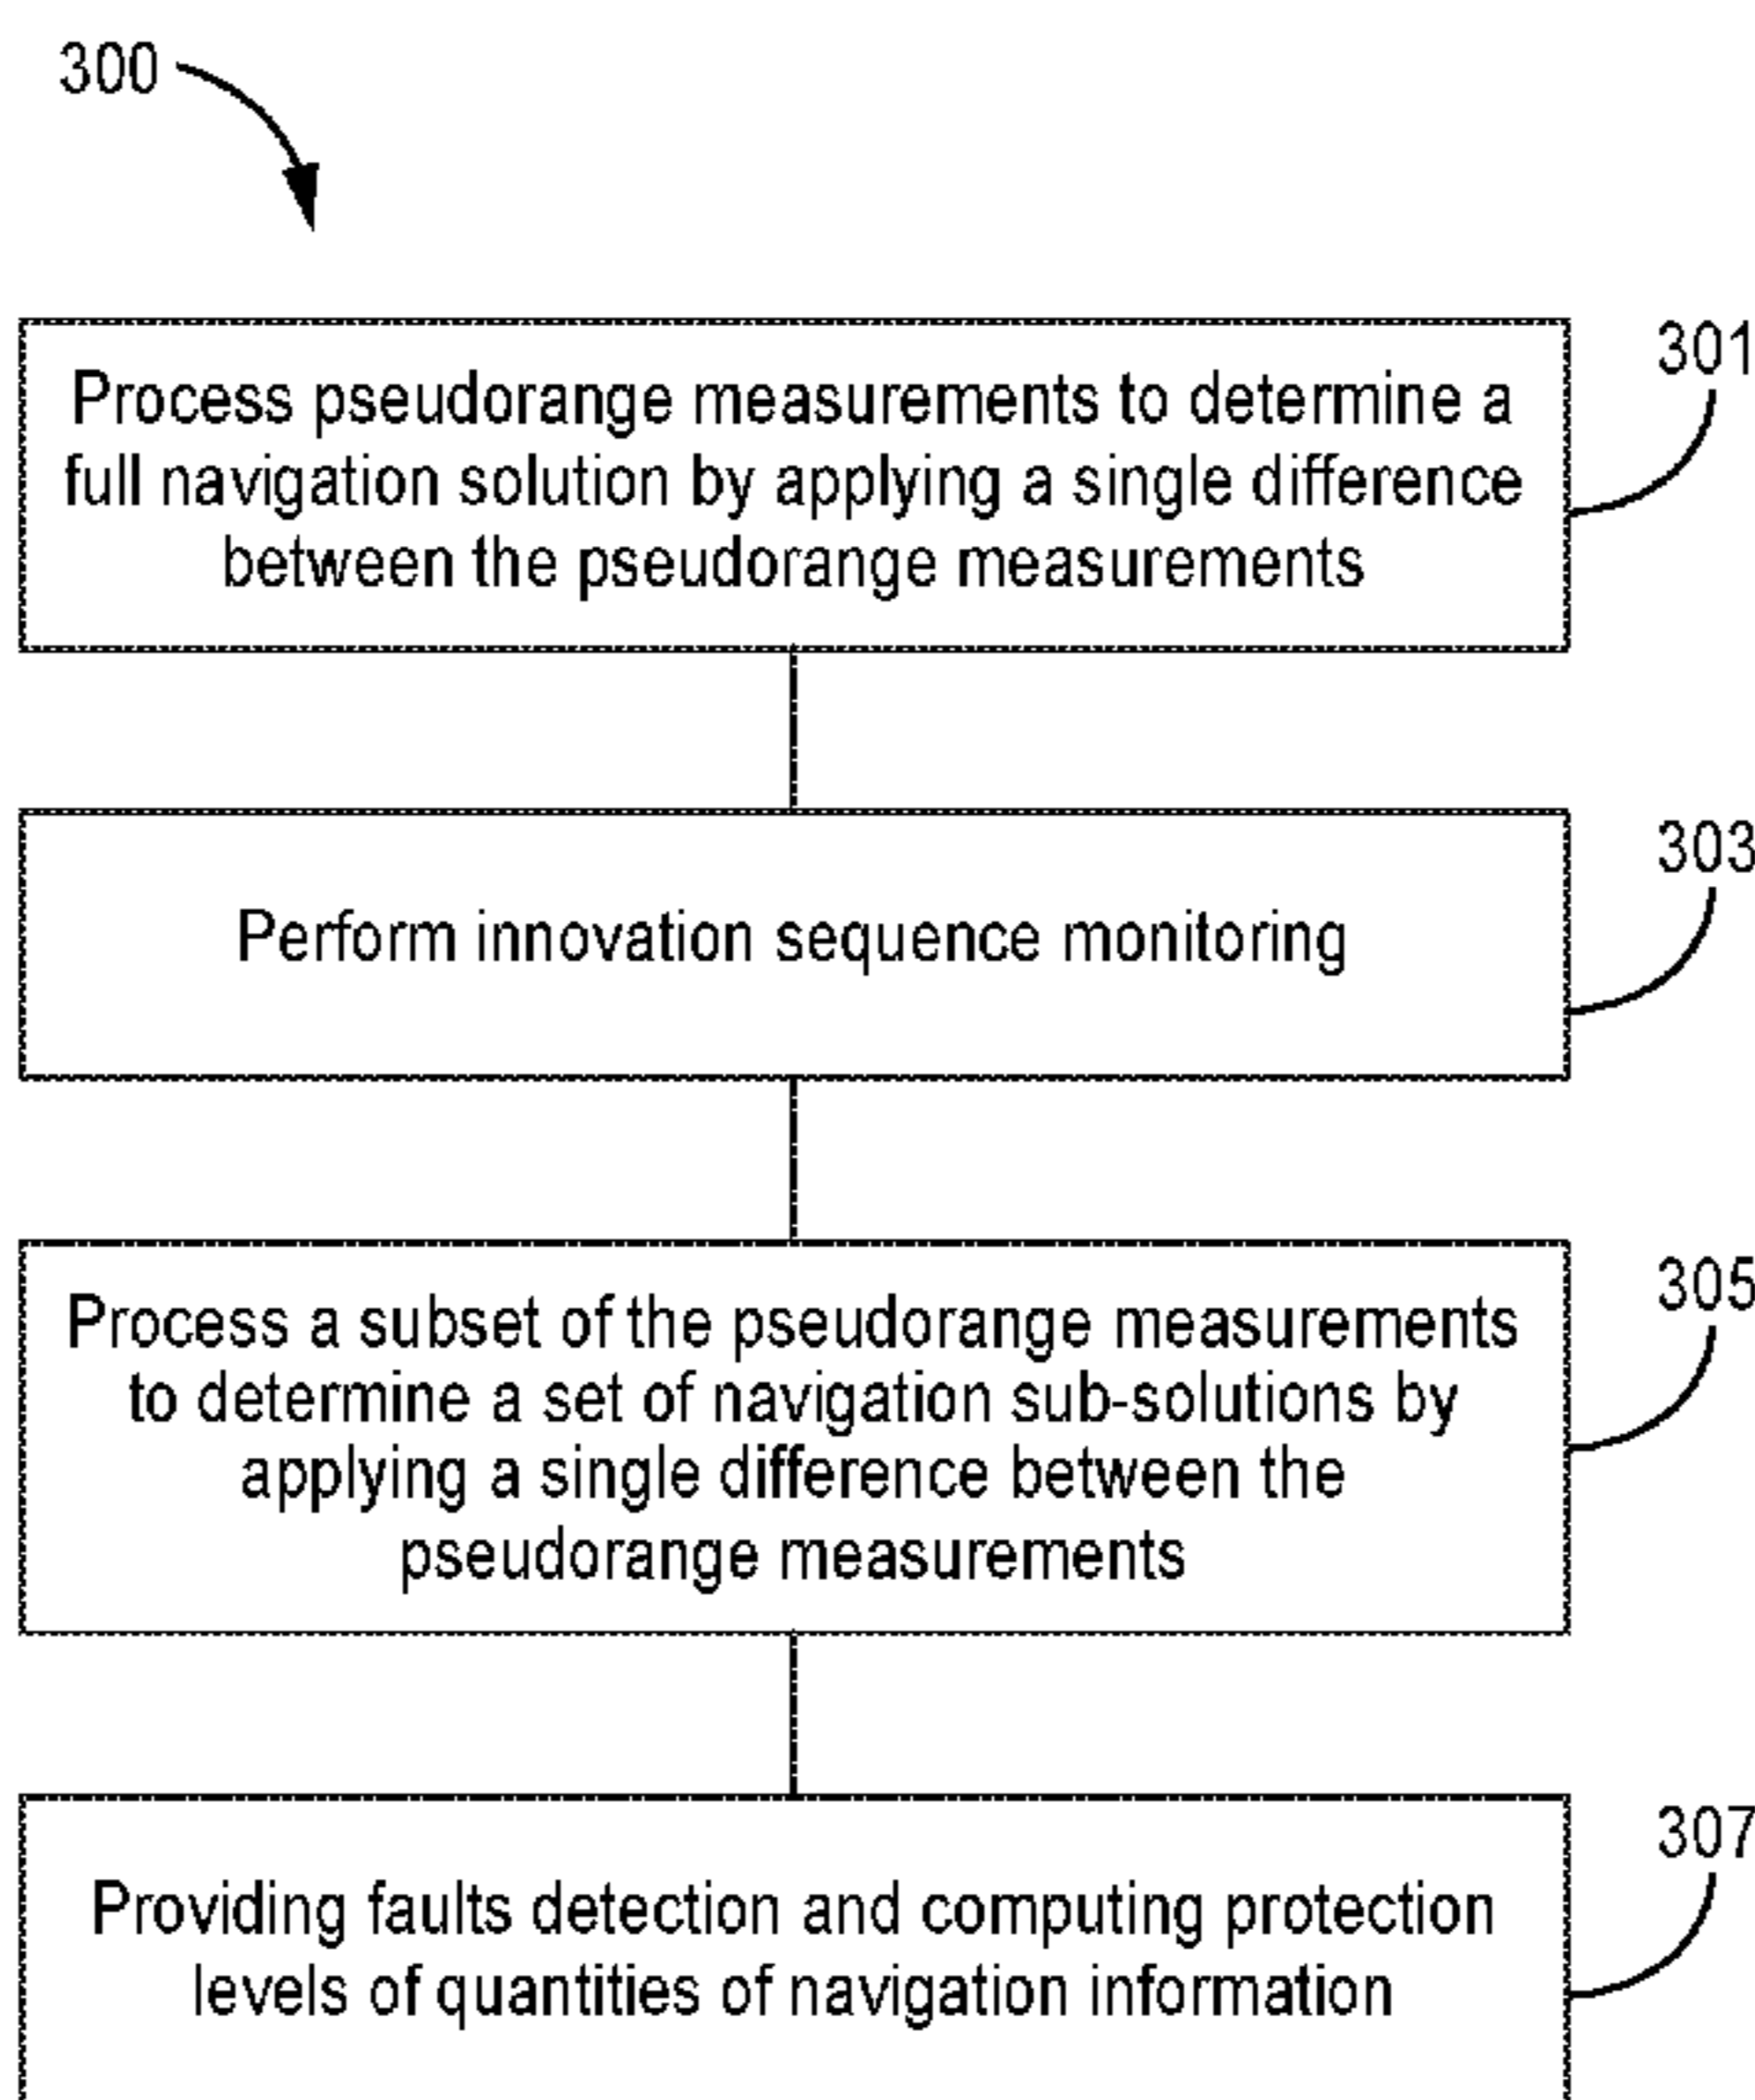 300
301
Process pseudorange measurements to determine a
full navigation solution by applying a single difference
between the pseudorange measurements
303
Perform innovation sequence monitoring
305
Process a subset of the pseudorange measurements
to determine a set of navigation sub-solutions by
applying a single difference between the
pseudorange measurements
307
Providing faults detection and computing protection
levels of quantities of navigation information